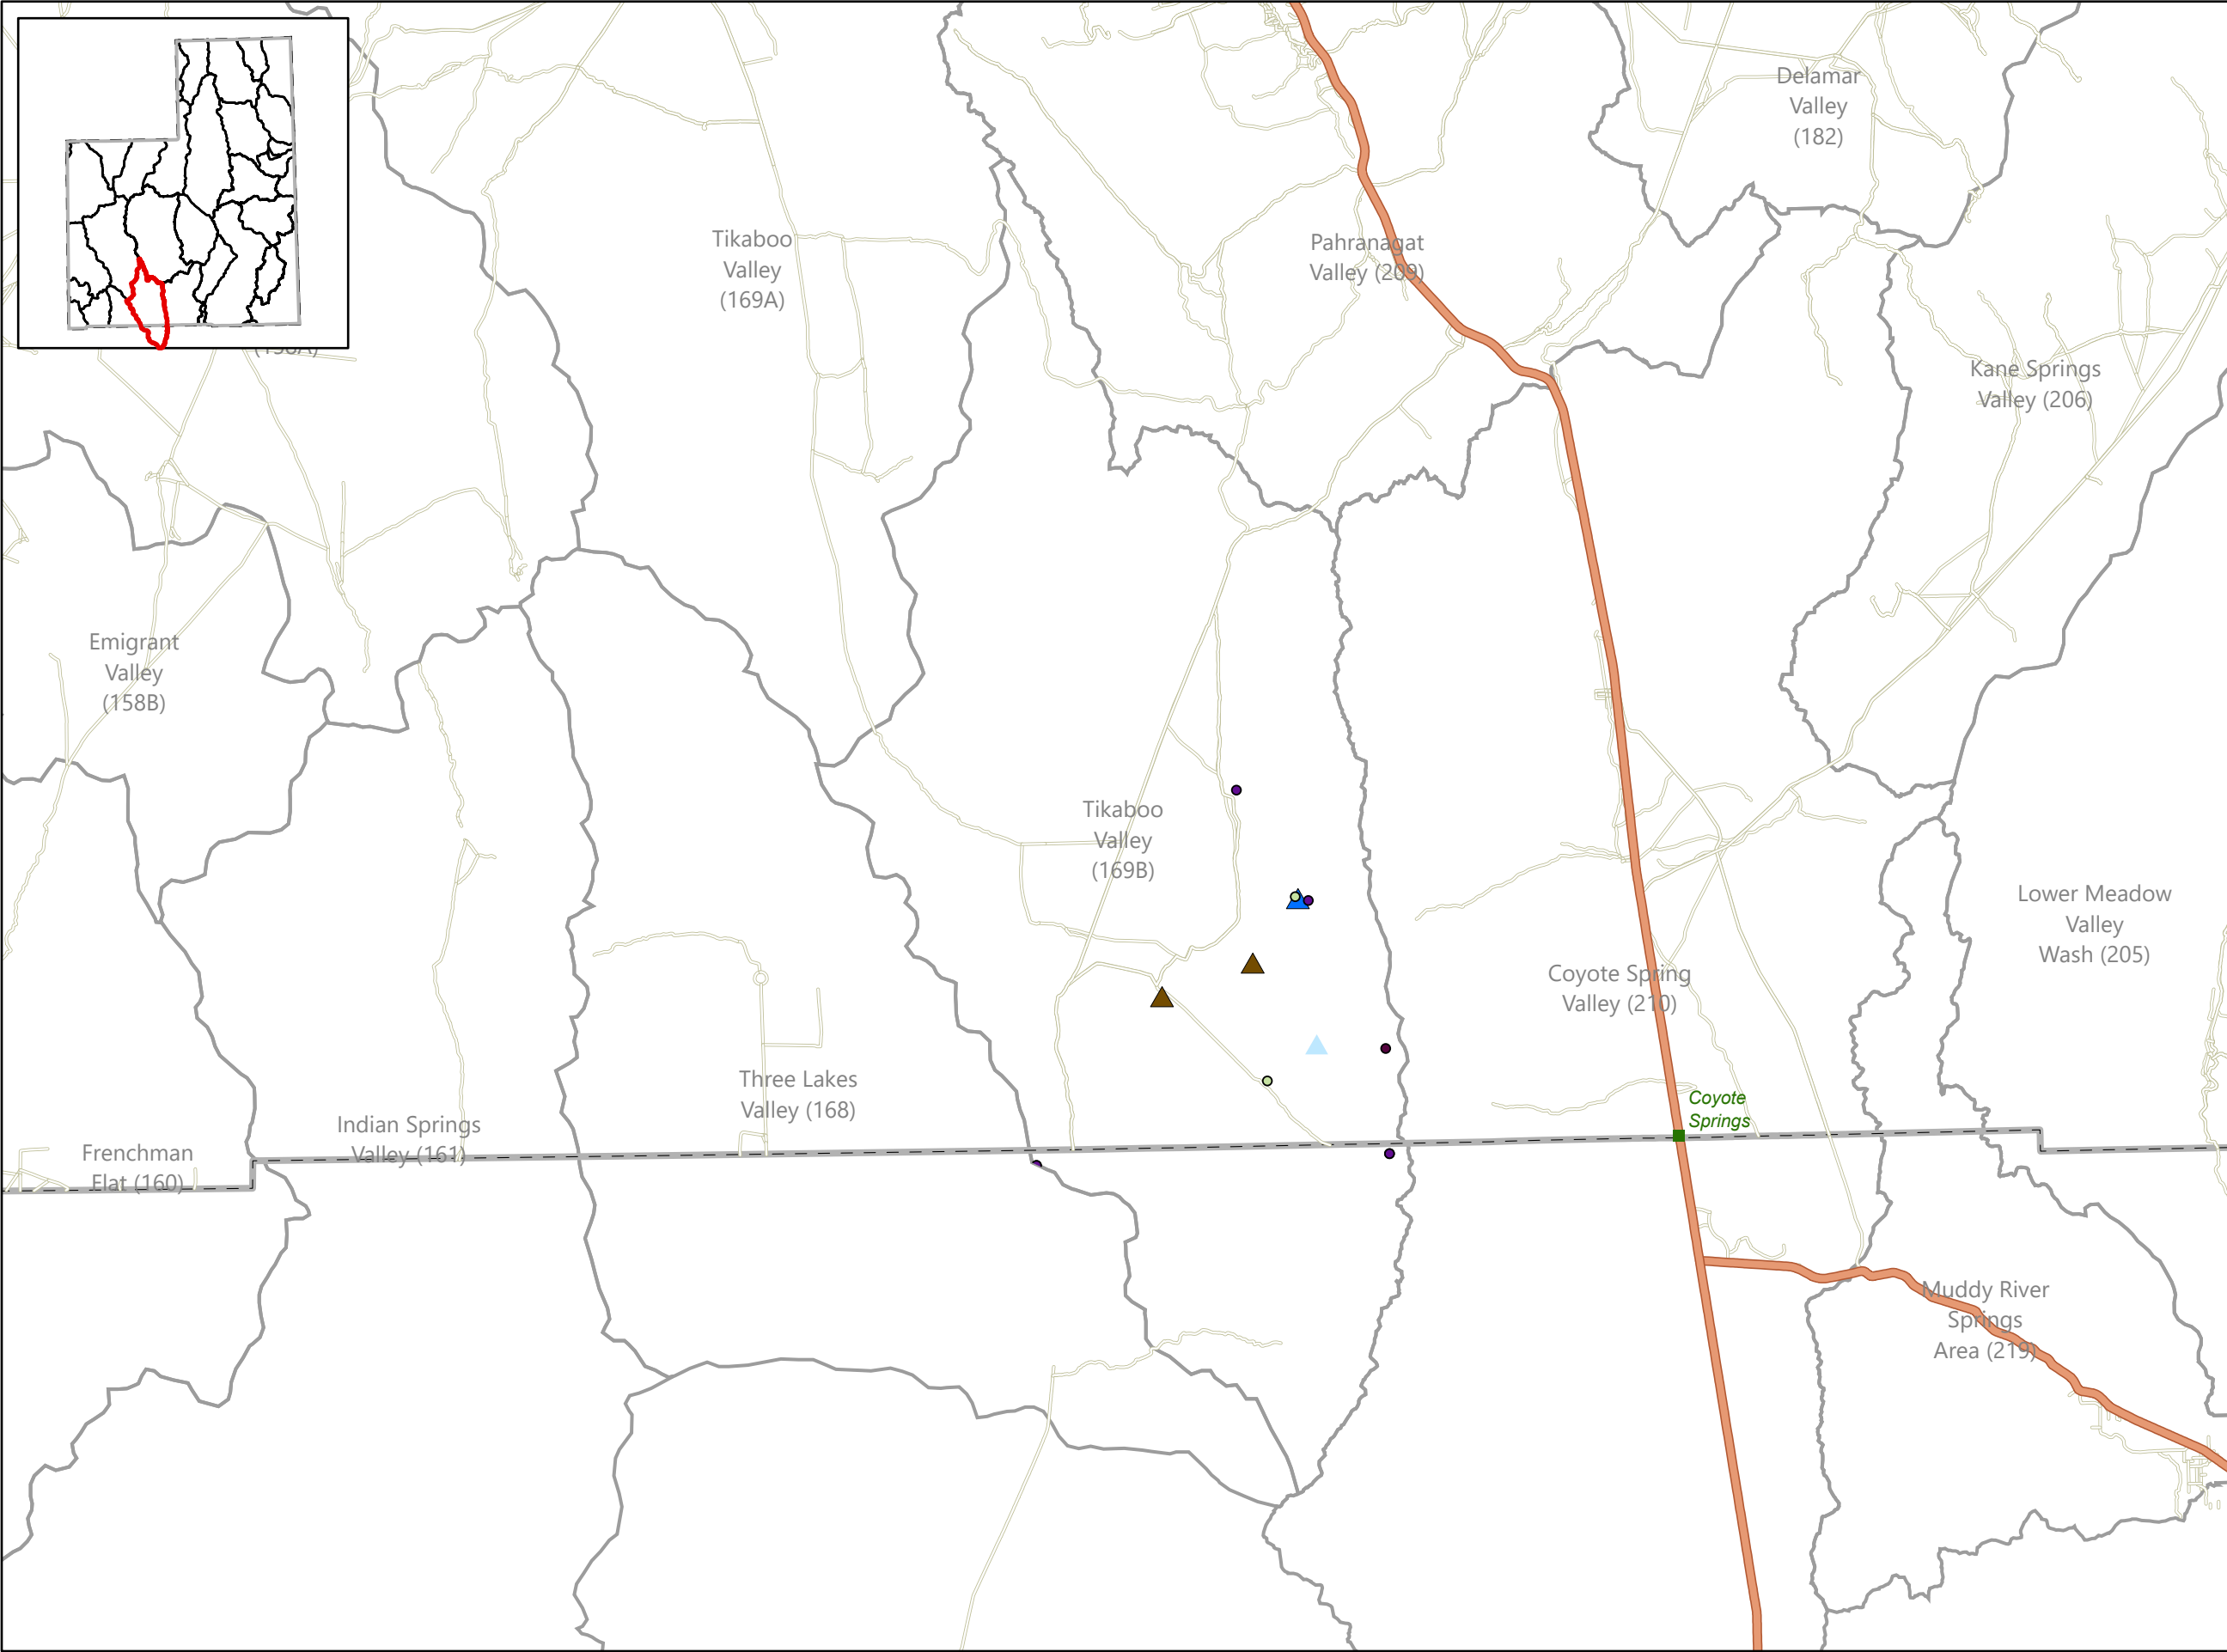 Delamar
Valley
(182)
Tikaboo
Valley
(169A)
Pahranagat
Valley (209)
Kane Springs
Valley (206)
Emigrant
Valley
(158B)
Tikaboo
Valley
(169B)
Lower Meadow
Valley
Wash (205)
Coyote Spring
Valley (210)
Three Lakes
Valley (168)
Coyote
Springs
Indian Springs
Valley (161)
Frenchman
Flat (160)
Muddy River
Springs
Area (219)